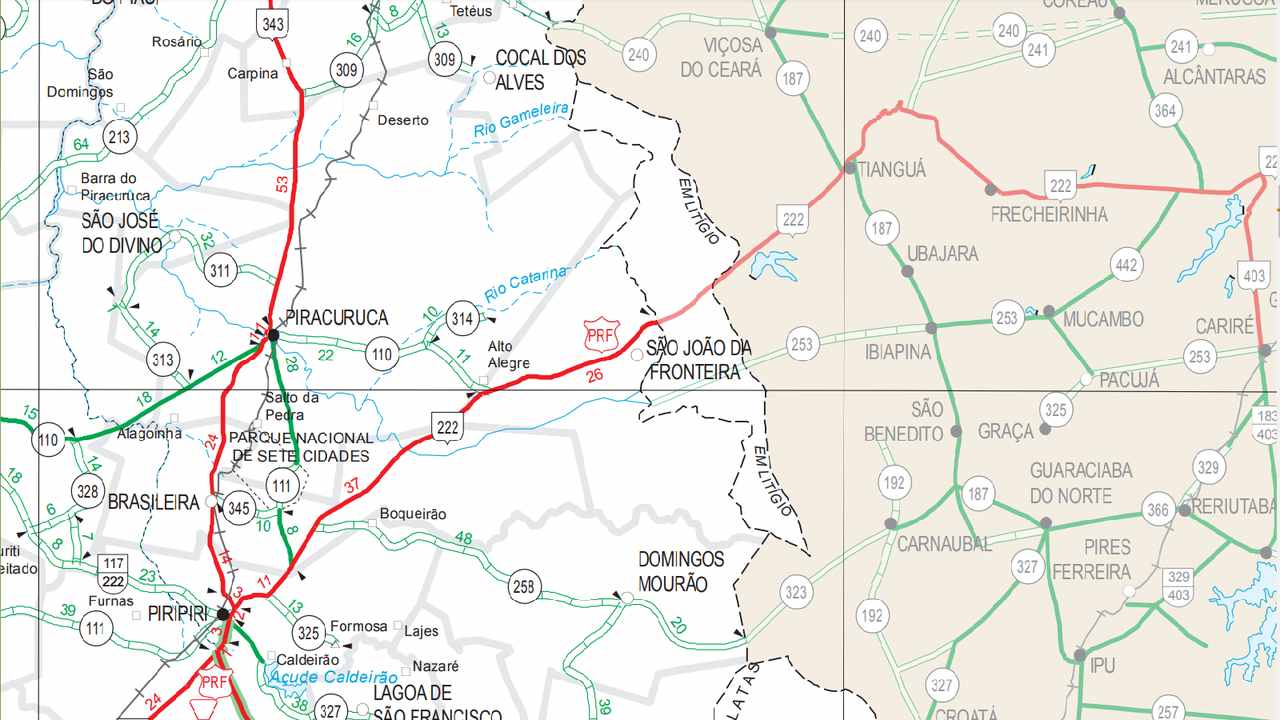 343
Tetéus
8
13
16
Rosário
COCAL DOS
ALVES
309
309
Carpina
São
Domingos
Deserto
Rio Gameleira
213
64
Barra do
Piracuruca
53
SÃO JOSÉ
DO DIVINO
32
311
EM LITÍGIO
Rio Catarina
10
314
PIRACURUCA
14
313
12
22
110
28
11
Alto
Alegre
PRF
26
SÃO JOÃO DA
FRONTEIRA
18
15
110
Alagoinha
Salto da
Pedra
PARQUE NACIONAL
DE SETE CIDADES
24
222
14
328
BRASILEIRA
345
111
10
8
37
Boqueirão
EM LITÍGIO
18
6
7
8
48
258
14
117
222
23
Furnas
11
3
2
39
111
PIRIPIRI
13
325
Formosa
Lajes
DOMINGOS
MOURÃO
20
Caldeirão
Nazaré
Açude Caldeirão
3
PRF
24
38
327
LAGOA DE
SÃO FRANCISCO
39
VIÇOSA
DO CEARÁ
240
240
240
241
241
ALCÂNTARAS
187
364
TIANGUÁ
222
FRECHEIRINHA
222
187
UBAJARA
442
403
253
IBIAPINA
253
MUCAMBO
CARIRÉ
253
PACUJÁ
SÃO
BENEDITO
GRAÇA
325
183
403
GUARACIABA
DO NORTE
329
192
187
366
RERIUTABA
CARNAUBAL
PIRES
FERREIRA
327
329
403
323
192
IPU
327
CROATÁ
257